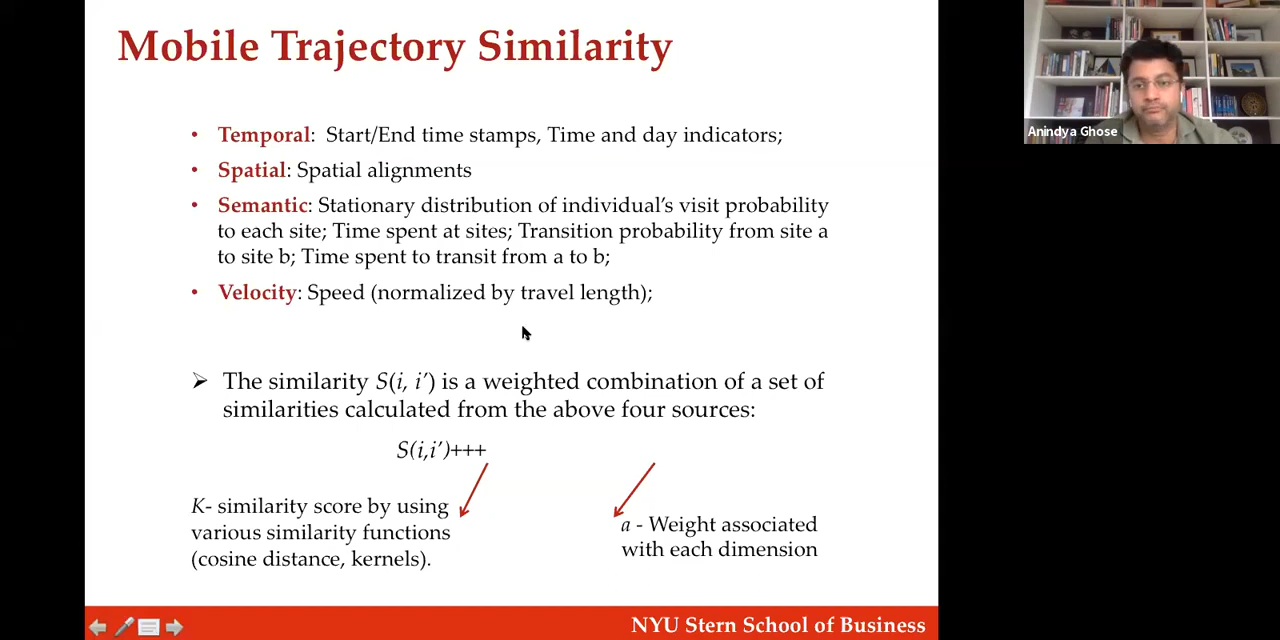 Mobile Trajectory Similarity
Anindya Ghose
• Temporal: Start/End time stamps, Time and day indicators;
• Spatial: Spatial alignments
• Semantic: Stationary distribution of individual's visit probability
to each site; Time spent at sites; Transition probability from site a
to site b; Time spent to transit from a to b;
• Velocity: Speed (normalized by travel length);
➢ The similarity S(i, i′) is a weighted combination of a set of
similarities calculated from the above four sources:
S(i,i′)+++
K- similarity score by using
various similarity functions
(cosine distance, kernels).
a - Weight associated
with each dimension
NYU Stern School of Business